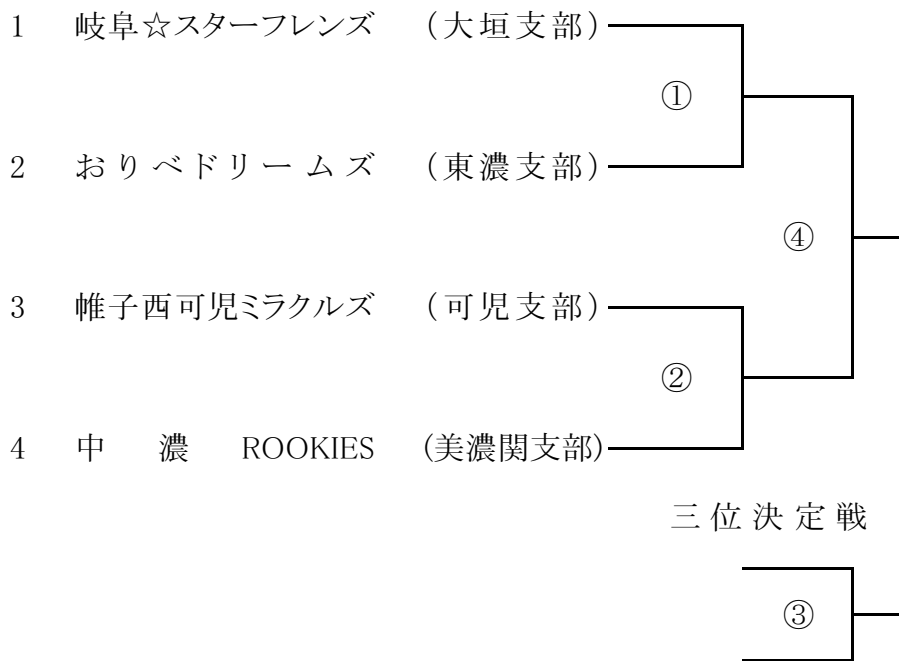 1 岐阜☆スターフレンズ (大垣支部)
①
2 おりべドリームズ (東濃支部)
④
3 帷子西可児ミラクルズ (可児支部)
②
4 中濃 ROOKIES (美濃関支部)
三位決定戦
③